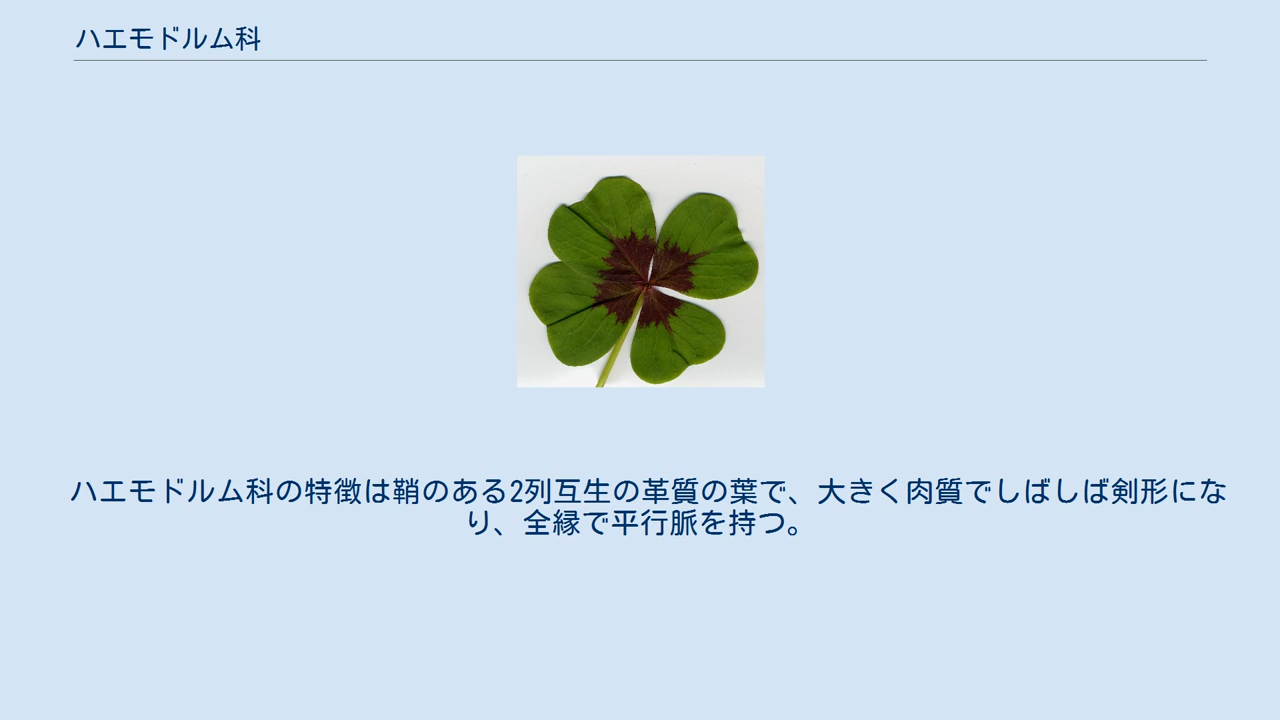 ハエモドルム科
ハエモドルム科の特徴は鞘のある2列互生の革質の葉で、大きく肉質でしばしば剣形にな
り、全縁で平行脈を持つ。